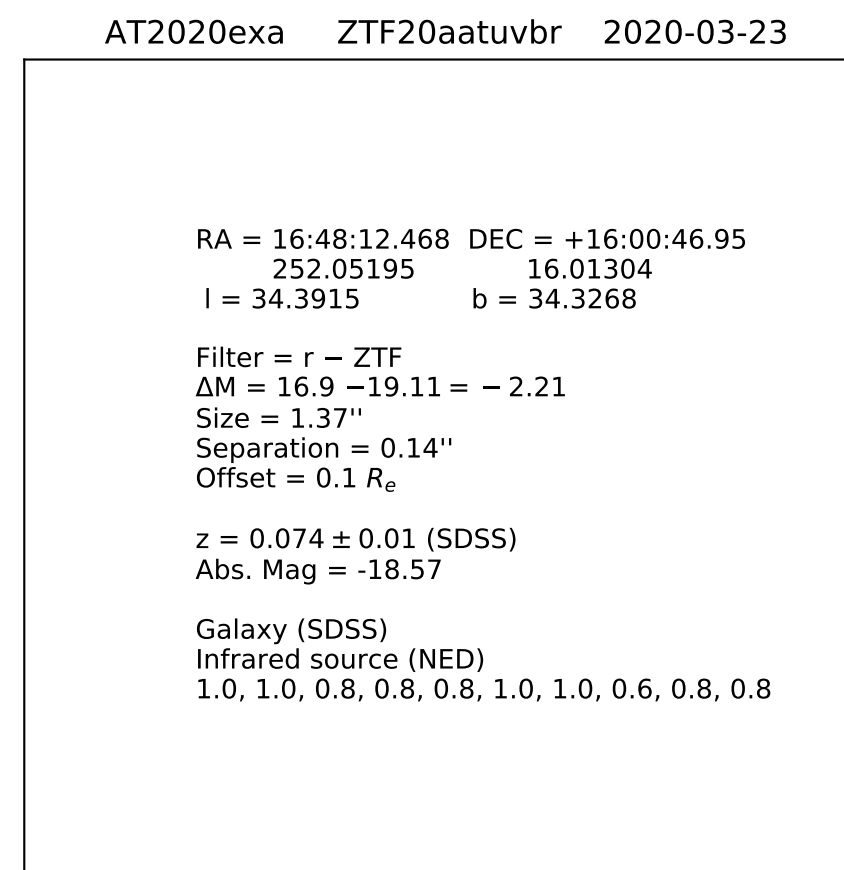 AT2020exa ZTF20aatuvbr 2020-03-23
RA = 16:48:12.468 DEC = +16:00:46.95
252.05195 16.01304
l = 34.3915 b = 34.3268
Filter = r − ZTF
ΔM = 16.9 −19.11 = − 2.21
Size = 1.37''
Separation = 0.14''
Offset = 0.1 Rₑ
z = 0.074 ± 0.01 (SDSS)
Abs. Mag = -18.57
Galaxy (SDSS)
Infrared source (NED)
1.0, 1.0, 0.8, 0.8, 0.8, 1.0, 1.0, 0.6, 0.8, 0.8